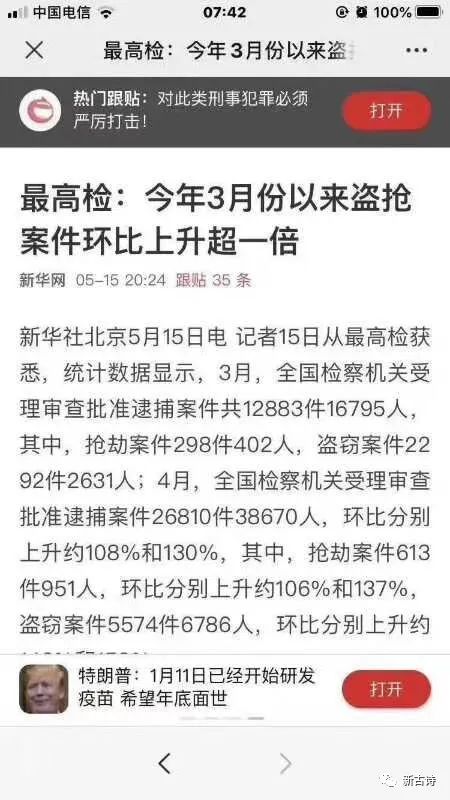 中国电信
07:42
100%
最高检：今年3月份以来盗抢
热门跟贴：对此类刑事犯罪必须
严厉打击！
打开
最高检：今年3月份以来盗抢
案件环比上升超一倍
新华网 05-15 20:24 跟贴 35 条
新华社北京5月15日电 记者15日从最高检获
悉，统计数据显示，3月，全国检察机关受
理审查批准逮捕案件共12883件16795人，
其中，抢劫案件298件402人，盗窃案件22
92件2631人；4月，全国检察机关受理审查
批准逮捕案件26810件38670人，环比分别
上升约108%和130%，其中，抢劫案件613
件951人，环比分别上升约106%和137%，
盗窃案件5574件6786人，环比分别上升约
特朗普：1月11日已经开始研发
疫苗 希望年底面世
打开
新古诗